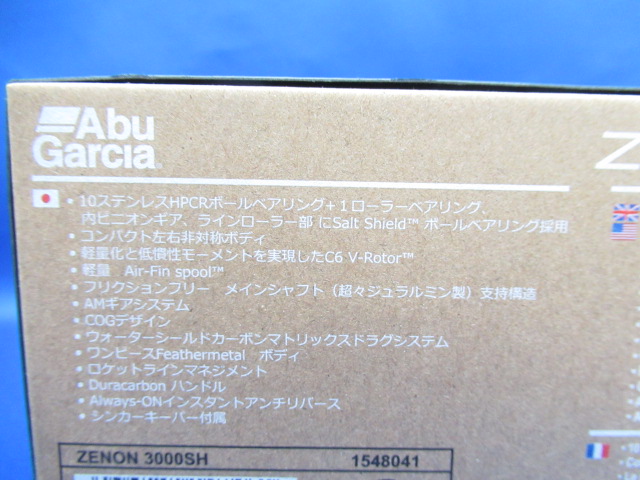 Abu
Garcia
・10ステンレスHPCRボールベアリング+１ローラーベアリング、
内ピニオンギア、ラインローラー部 にSalt Shield™ ボールベアリング採用
・コンパクト左右非対称ボディ
・軽量化と低慣性モーメントを実現したC6 V-Rotor™
・軽量 Air-Fin spool™
・フリクションフリー メインシャフト（超々ジュラルミン製）支持構造
・AMギアシステム
・COGデザイン
・ウォーターシールドカーボンマトリックスドラグシステム
・ワンピースFeathermetal ボディ
・ロケットラインマネジメント
・Duracarbon ハンドル
・Always-ONインスタントアンチリバース
・シンカーキーパー付属
ZENON 3000SH 1548041